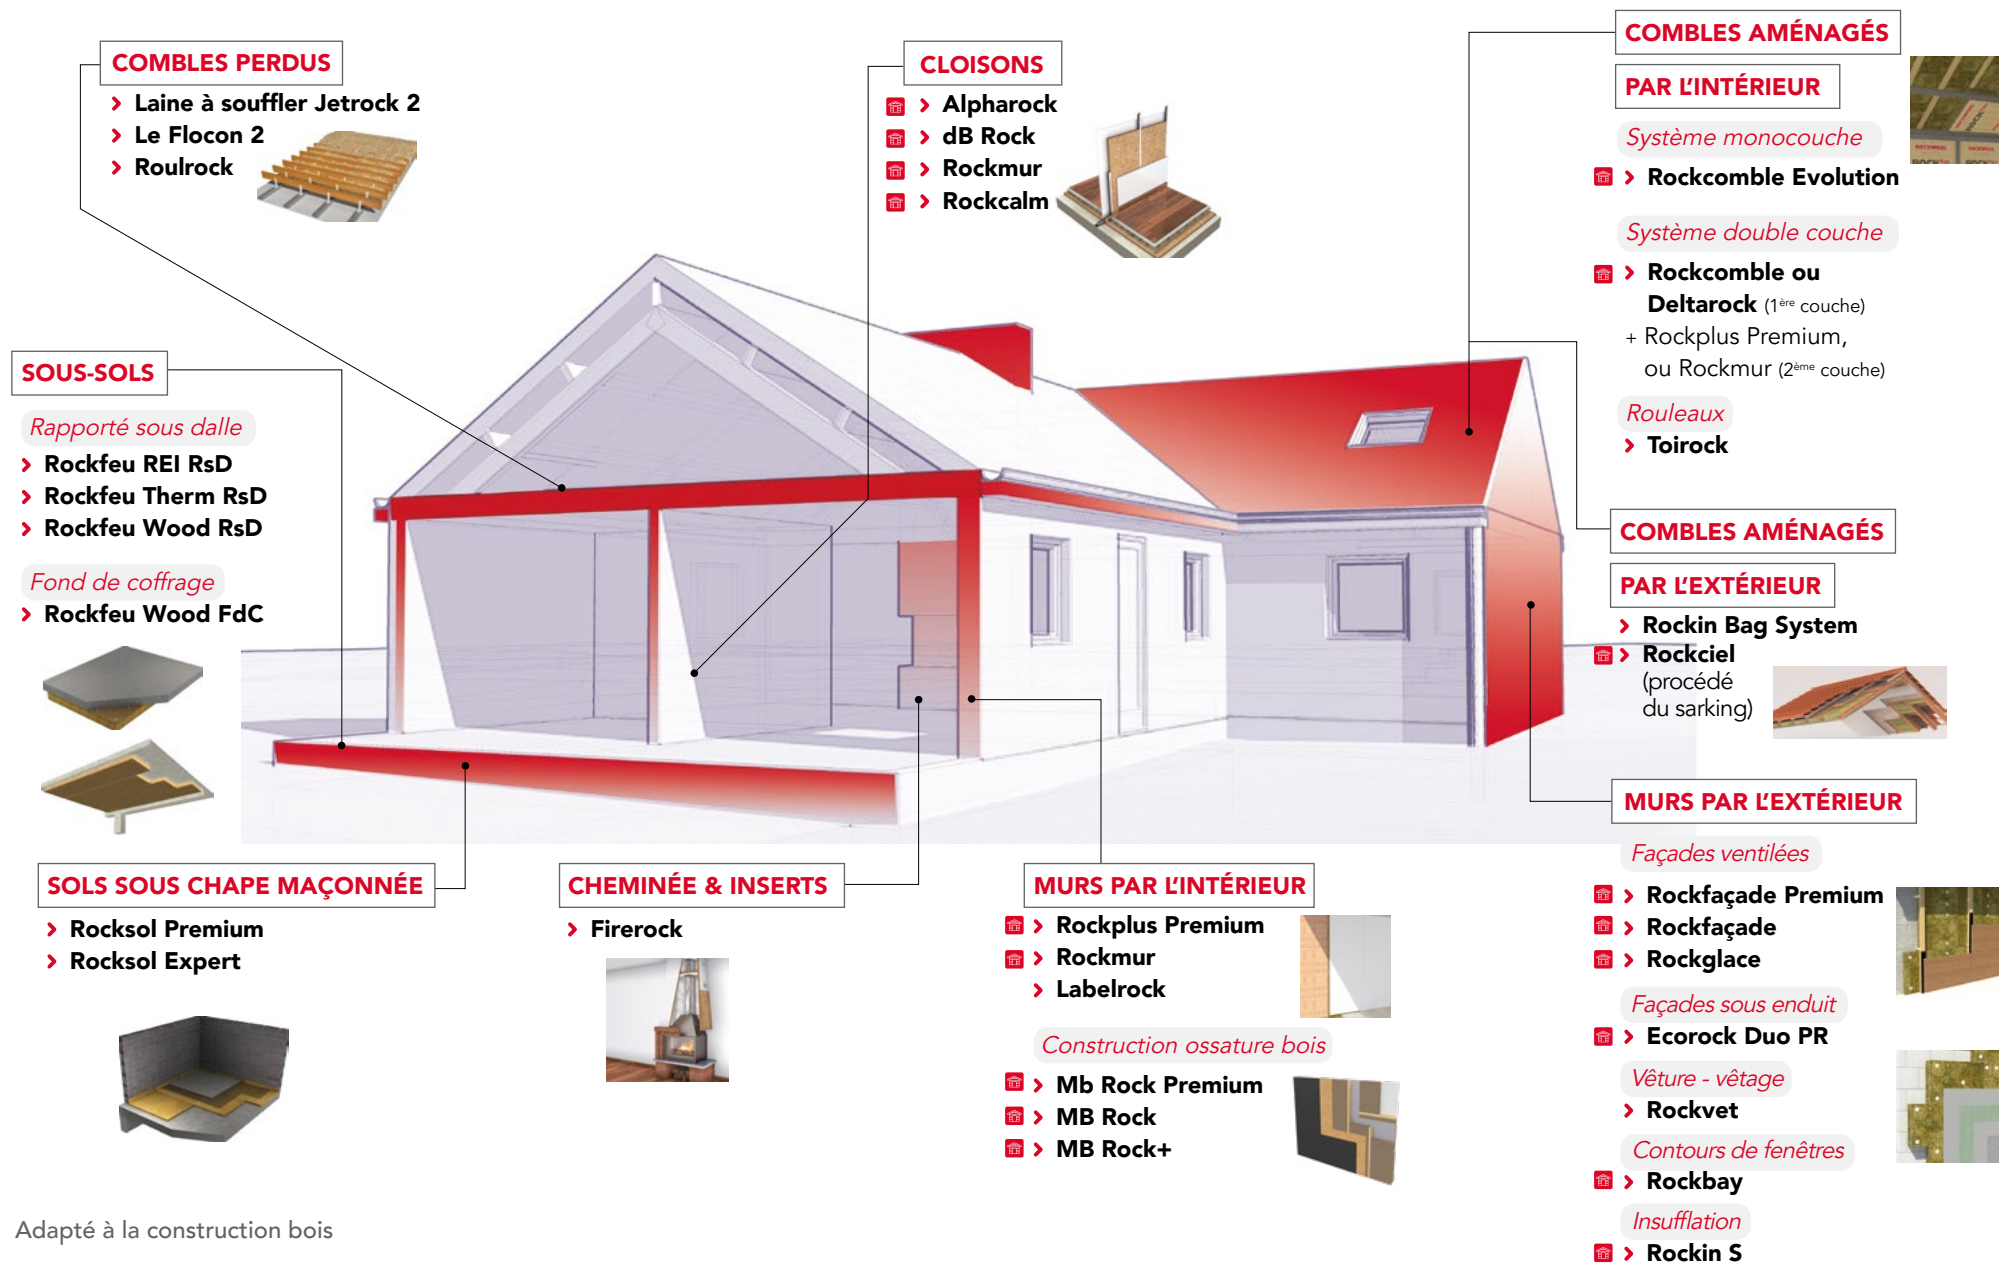 COMBLES PERDUS
Laine à souffler Jetrock 2
Le Flocon 2
Roulrock
CLOISONS
Alpharock
dB Rock
Rockmur
Rockcalm
COMBLES AMÉNAGÉS
PAR L'INTÉRIEUR
Système monocouche
Rockcomble Evolution
Système double couche
Rockcomble ou
Deltarock (1ère couche)
+ Rockplus Premium,
ou Rockmur (2ème couche)
Rouleaux
Toirock
SOUS-SOLS
Rapporté sous dalle
Rockfeu REI RsD
Rockfeu Therm RsD
Rockfeu Wood RsD
Fond de coffrage
Rockfeu Wood FdC
COMBLES AMÉNAGÉS
PAR L'EXTÉRIEUR
Rockin Bag System
Rockciel
(procédé
du sarking)
SOLS SOUS CHAPE MAÇONNÉE
Rocksol Premium
Rocksol Expert
CHEMINÉE & INSERTS
Firerock
MURS PAR L'INTÉRIEUR
Rockplus Premium
Rockmur
Labelrock
Construction ossature bois
Mb Rock Premium
MB Rock
MB Rock+
MURS PAR L'EXTÉRIEUR
Façades ventilées
Rockfaçade Premium
Rockfaçade
Rockglace
Façades sous enduit
Ecorock Duo PR
Vêture - vêtage
Rockvet
Contours de fenêtres
Rockbay
Insufflation
Rockin S
Adapté à la construction bois